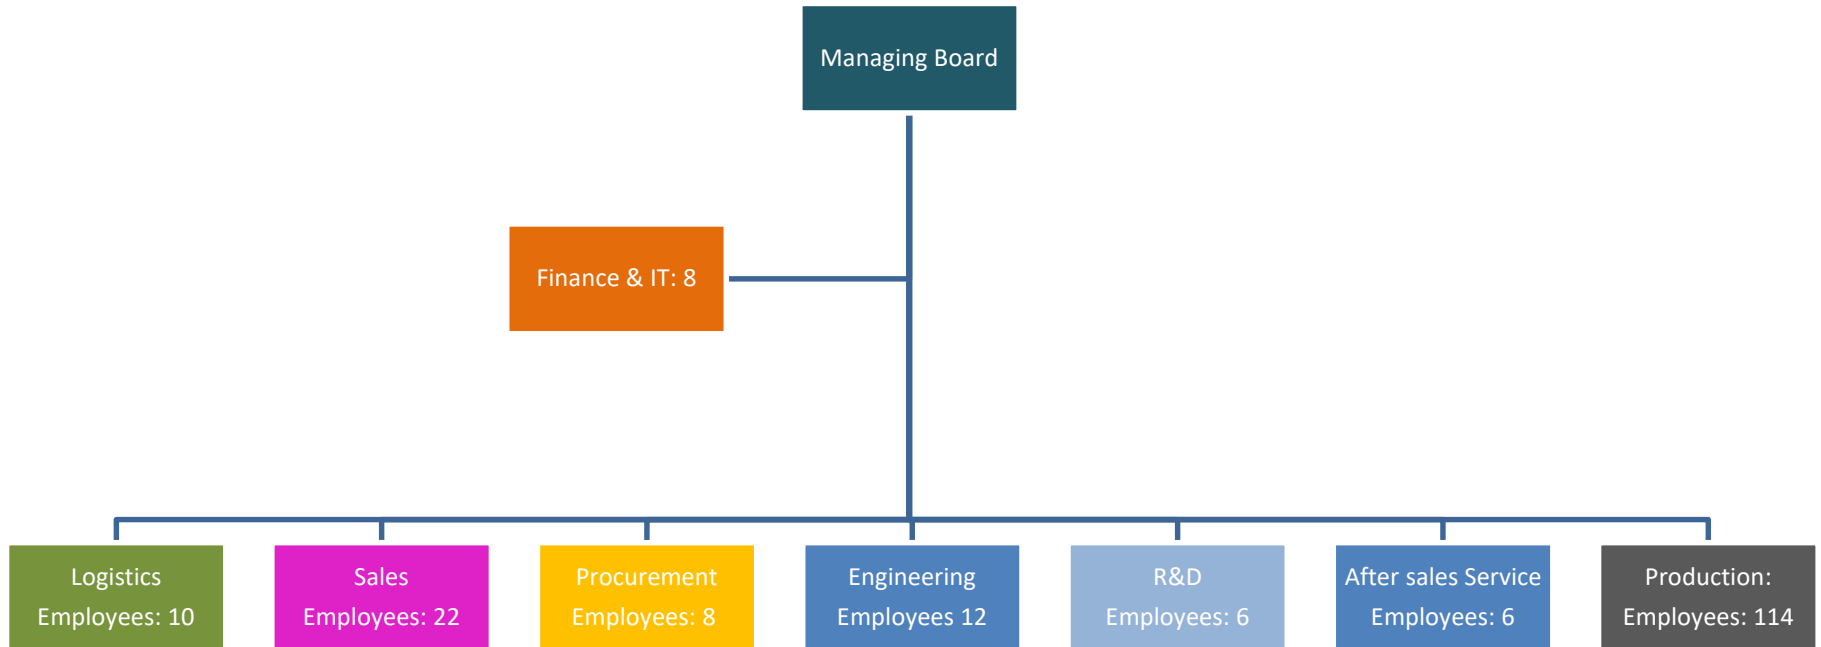 Managing Board
Finance & IT: 8
Logistics
Employees: 10
Sales
Employees: 22
Procurement
Employees: 8
Engineering
Employees 12
R&D
Employees: 6
After sales Service
Employees: 6
Production:
Employees: 114